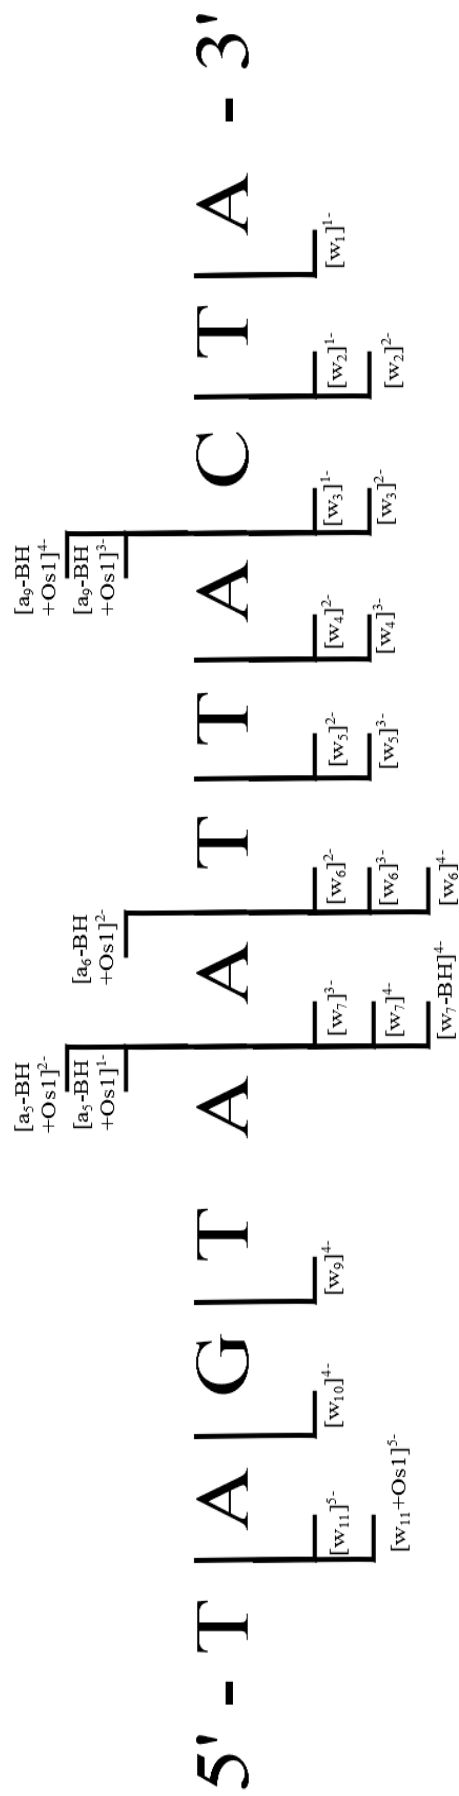 [a₅-BH
+Os1]²⁻
[a₉-BH
+Os1]⁴⁻
[a₅-BH
+Os1]¹⁻
[a₆-BH
+Os1]²⁻
[a₉-BH
+Os1]³⁻
5' - T A G T A A T T A C T A - 3'
[w₁₁]⁵⁻ [w₁₀]⁴⁻ [w₉]⁴⁻ [w₇]³⁻ [w₆]²⁻ [w₅]²⁻ [w₄]²⁻ [w₃]¹⁻ [w₂]¹⁻ [w₁]¹⁻
[w₁₁+Os1]⁵⁻ [w₇]⁴⁻ [w₆]³⁻ [w₅]³⁻ [w₄]³⁻ [w₃]²⁻ [w₂]²⁻
[w₇-BH]⁴⁻ [w₆]⁴⁻